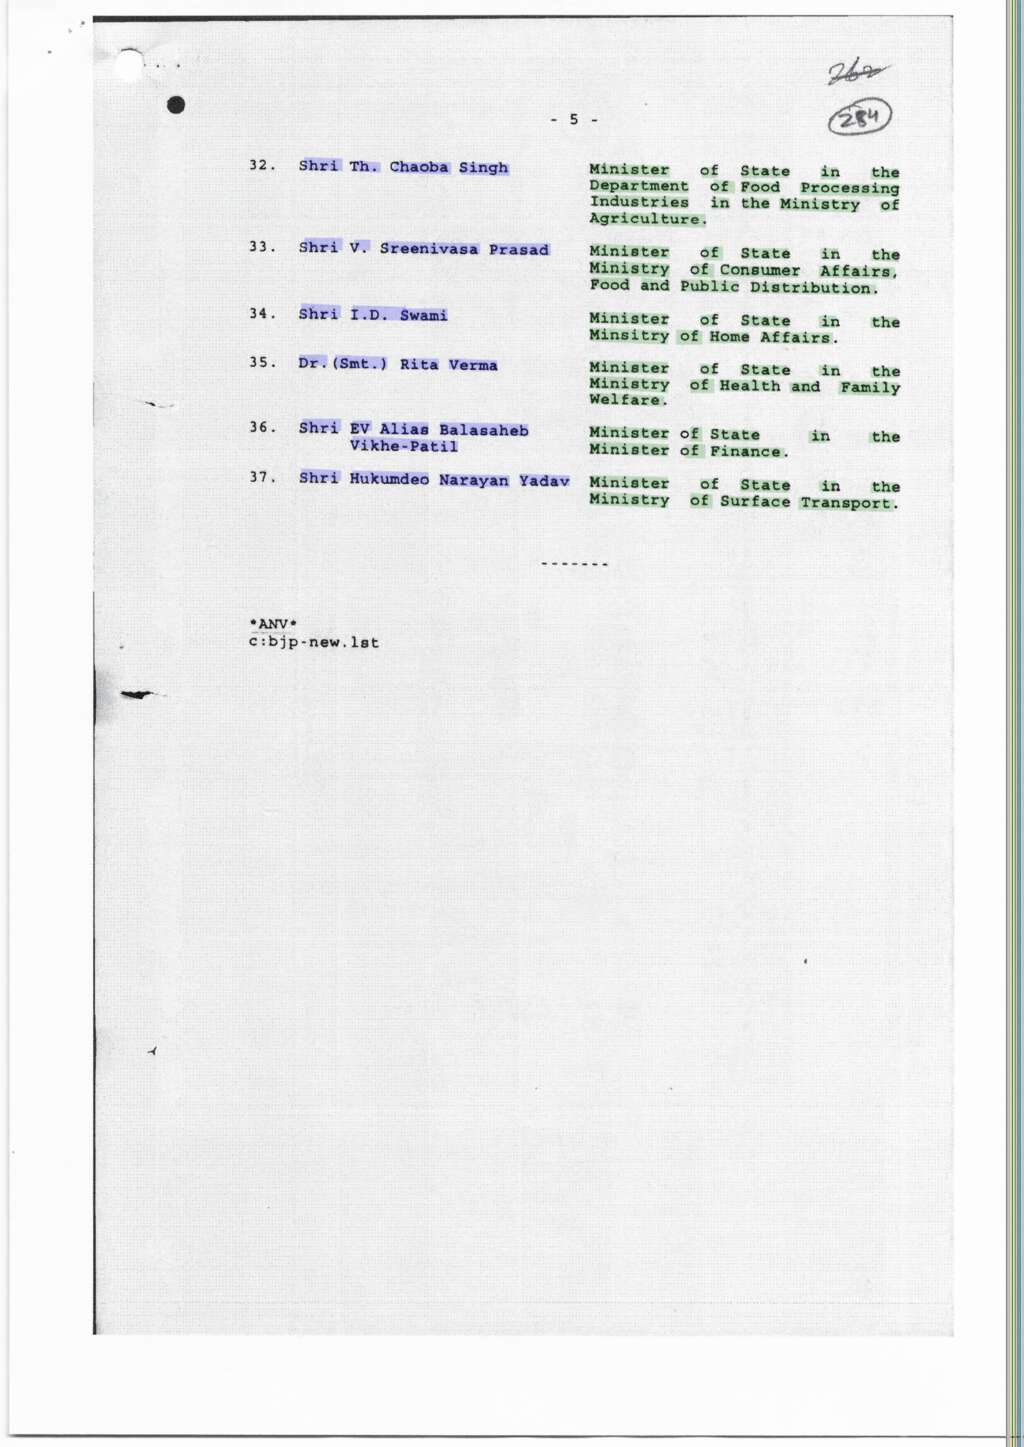 262
284
- 5 -
32. Shri Th. Chaoba Singh Minister of State in the
Department of Food Processing
Industries in the Ministry of
Agriculture.
33. Shri V. Sreenivasa Prasad Minister of State in the
Ministry of Consumer Affairs,
Food and Public Distribution.
34. Shri I.D. Swami Minister of State in the
Minsitry of Home Affairs.
35. Dr.(Smt.) Rita Verma Minister of State in the
Ministry of Health and Family
Welfare.
36. Shri EV Alias Balasaheb Minister of State in the
Vikhe-Patil Minister of Finance.
37. Shri Hukumdeo Narayan Yadav Minister of State in the
Ministry of Surface Transport.
-------
*ANV*
c:bjp-new.lst